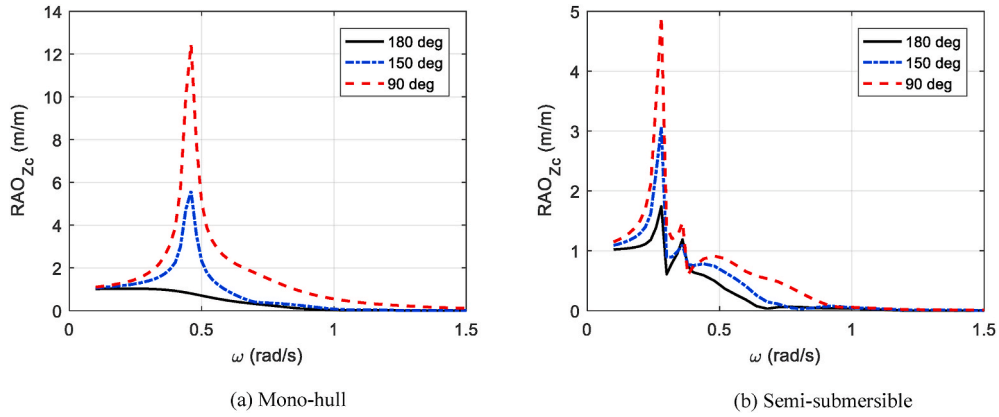 14
12
10
8
6
4
2
0
RAO_Zc (m/m)
180 deg
150 deg
90 deg
0
0.5
1
1.5
ω (rad/s)
(a) Mono-hull
5
4
3
2
1
0
RAO_Zc (m/m)
180 deg
150 deg
90 deg
0
0.5
1
1.5
ω (rad/s)
(b) Semi-submersible